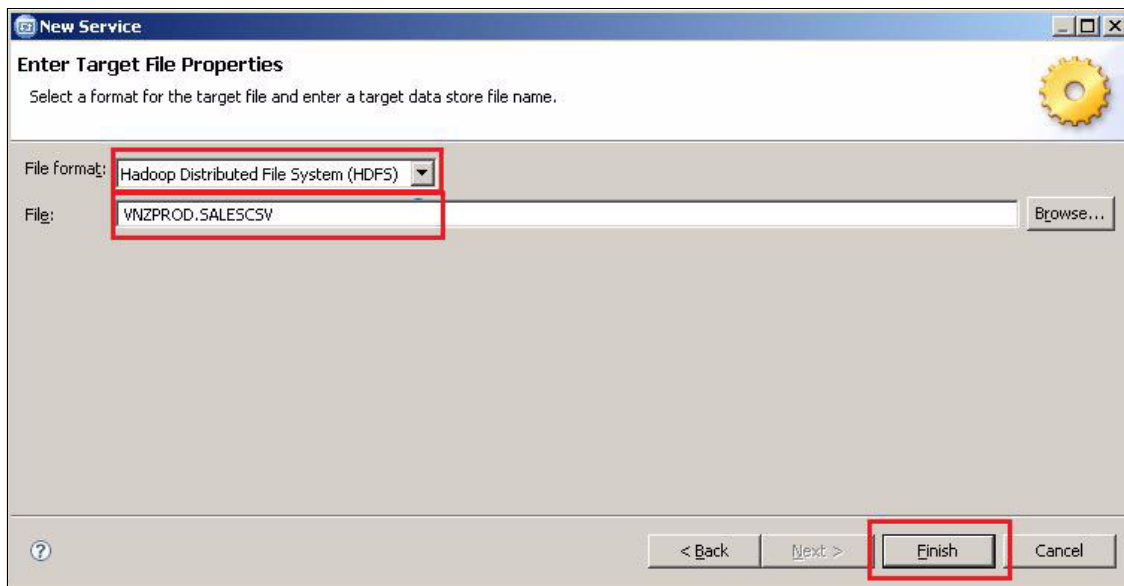 New Service
Enter Target File Properties
Select a format for the target file and enter a target data store file name.
File format: Hadoop Distributed File System (HDFS)
File: VNZPROD.SALESCSV Browse...
< Back Next > Finish Cancel